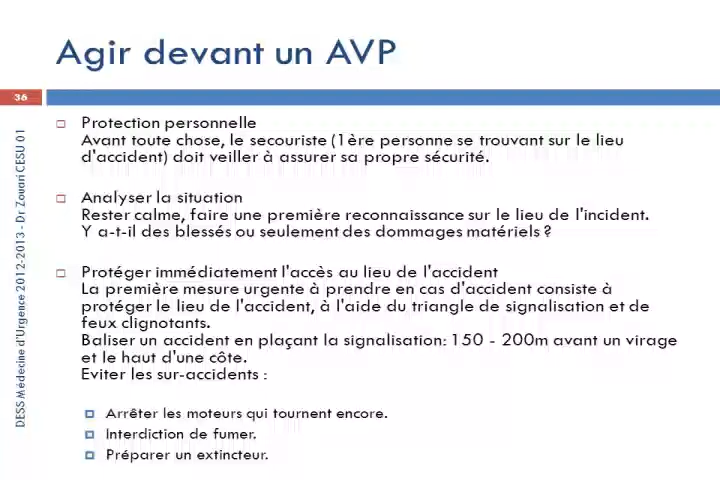 Agir devant un AVP
36
DESS Médecine d'Urgence 2012-2013 - Dr Zouari CESU 01
Protection personnelle
Avant toute chose, le secouriste (1ère personne se trouvant sur le lieu
d'accident) doit veiller à assurer sa propre sécurité.
Analyser la situation
Rester calme, faire une première reconnaissance sur le lieu de l'incident.
Y a-t-il des blessés ou seulement des dommages matériels ?
Protéger immédiatement l'accès au lieu de l'accident
La première mesure urgente à prendre en cas d'accident consiste à
protéger le lieu de l'accident, à l'aide du triangle de signalisation et de
feux clignotants.
Baliser un accident en plaçant la signalisation: 150 - 200m avant un virage
et le haut d'une côte.
Eviter les sur-accidents :
Arrêter les moteurs qui tournent encore.
Interdiction de fumer.
Préparer un extincteur.